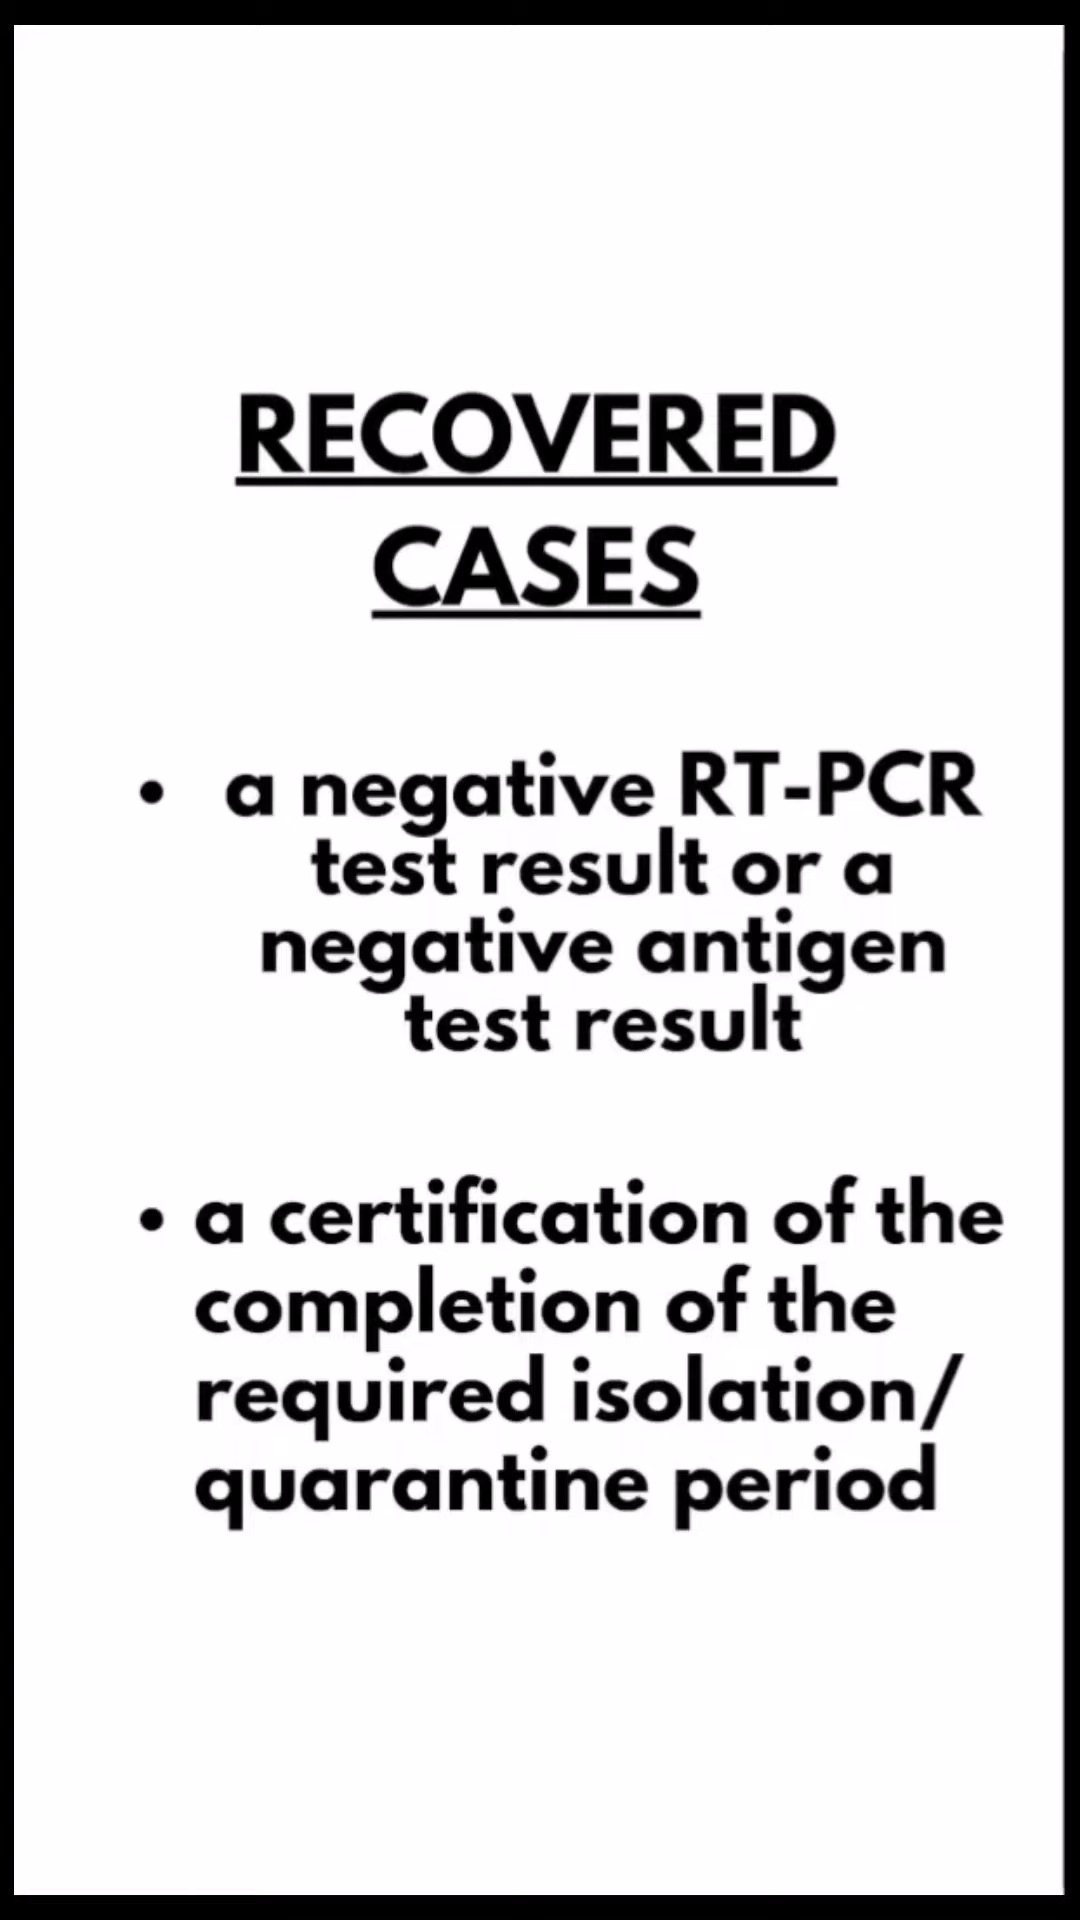 RECOVERED
CASES
• a negative RT-PCR
test result or a
negative antigen
test result
• a certification of the
completion of the
required isolation/
quarantine period